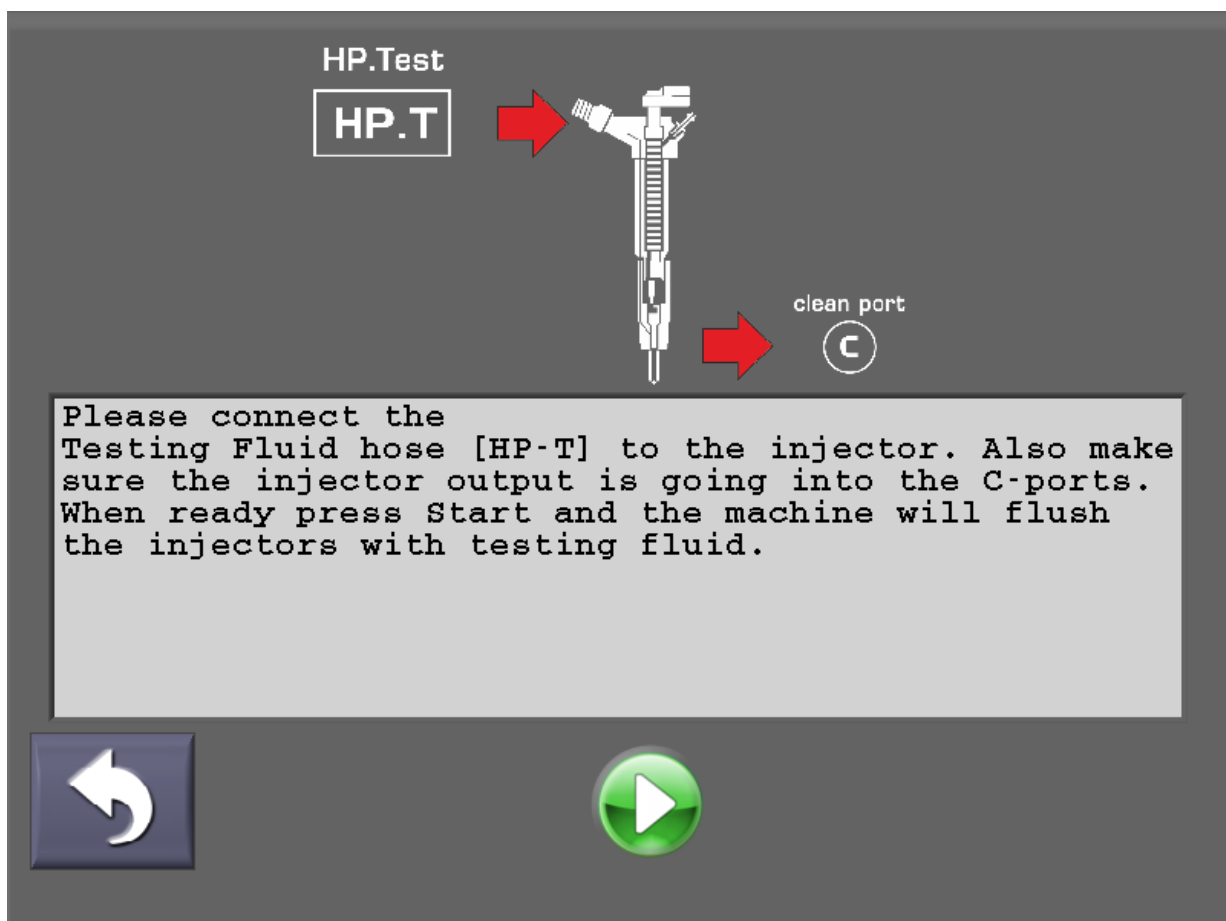 HP.Test
HP.T
clean port
C
Please connect the
Testing Fluid hose [HP-T] to the injector. Also make
sure the injector output is going into the C-ports.
When ready press Start and the machine will flush
the injectors with testing fluid.